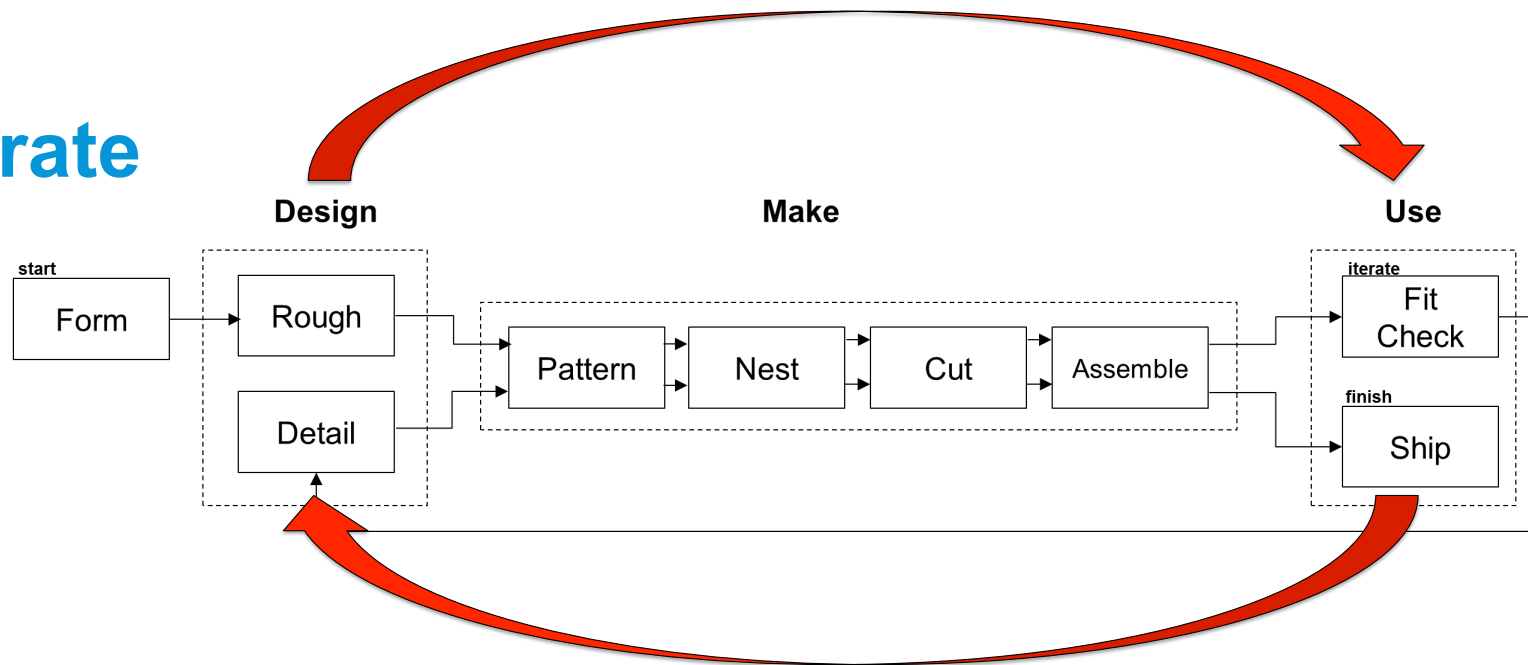 rate
Design
Make
Use
start
Form
Rough
Detail
Pattern
Nest
Cut
Assemble
iterate
Fit
Check
finish
Ship